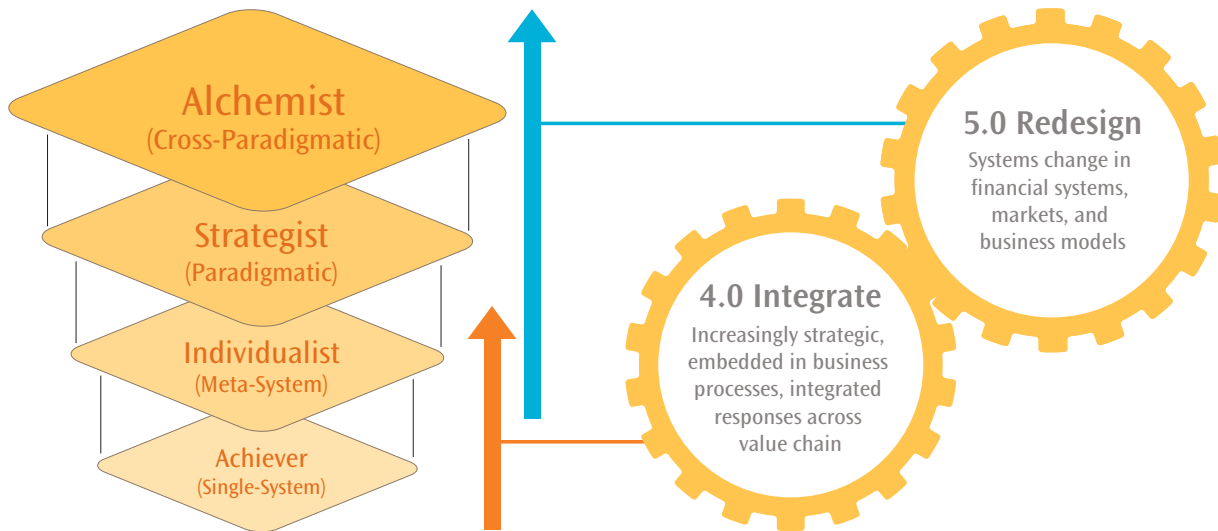 Alchemist
(Cross-Paradigmatic)
Strategist
(Paradigmatic)
Individualist
(Meta-System)
Achiever
(Single-System)
5.0 Redesign
Systems change in
financial systems,
markets, and
business models
4.0 Integrate
Increasingly strategic,
embedded in business
processes, integrated
responses across
value chain